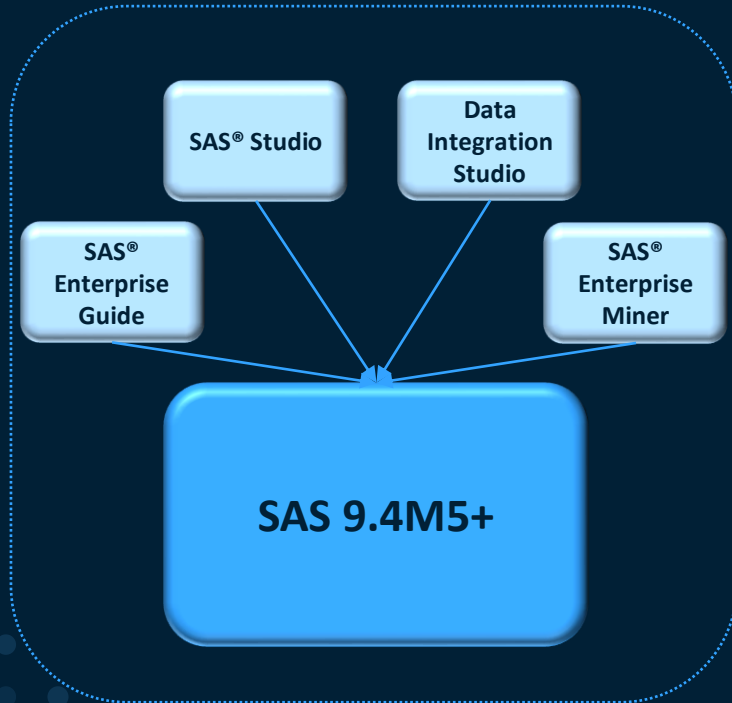 SAS® Studio
Data
Integration
Studio
SAS®
Enterprise
Guide
SAS®
Enterprise
Miner
SAS 9.4M5+